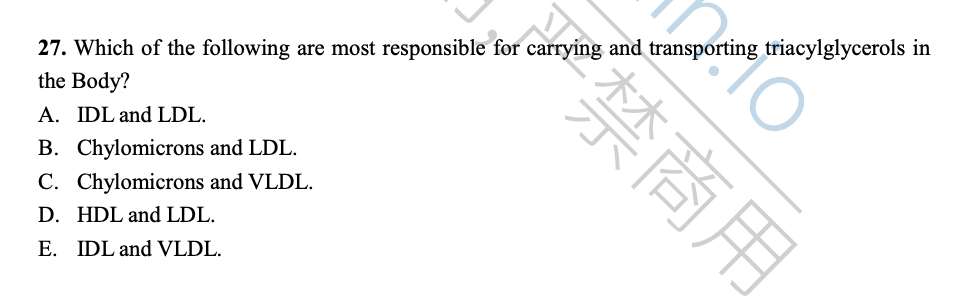 27. Which of the following are most responsible for carrying and transporting triacylglycerols in
the Body?
A. IDL and LDL.
B. Chylomicrons and LDL.
C. Chylomicrons and VLDL.
D. HDL and LDL.
E. IDL and VLDL.
严禁商用
n.io